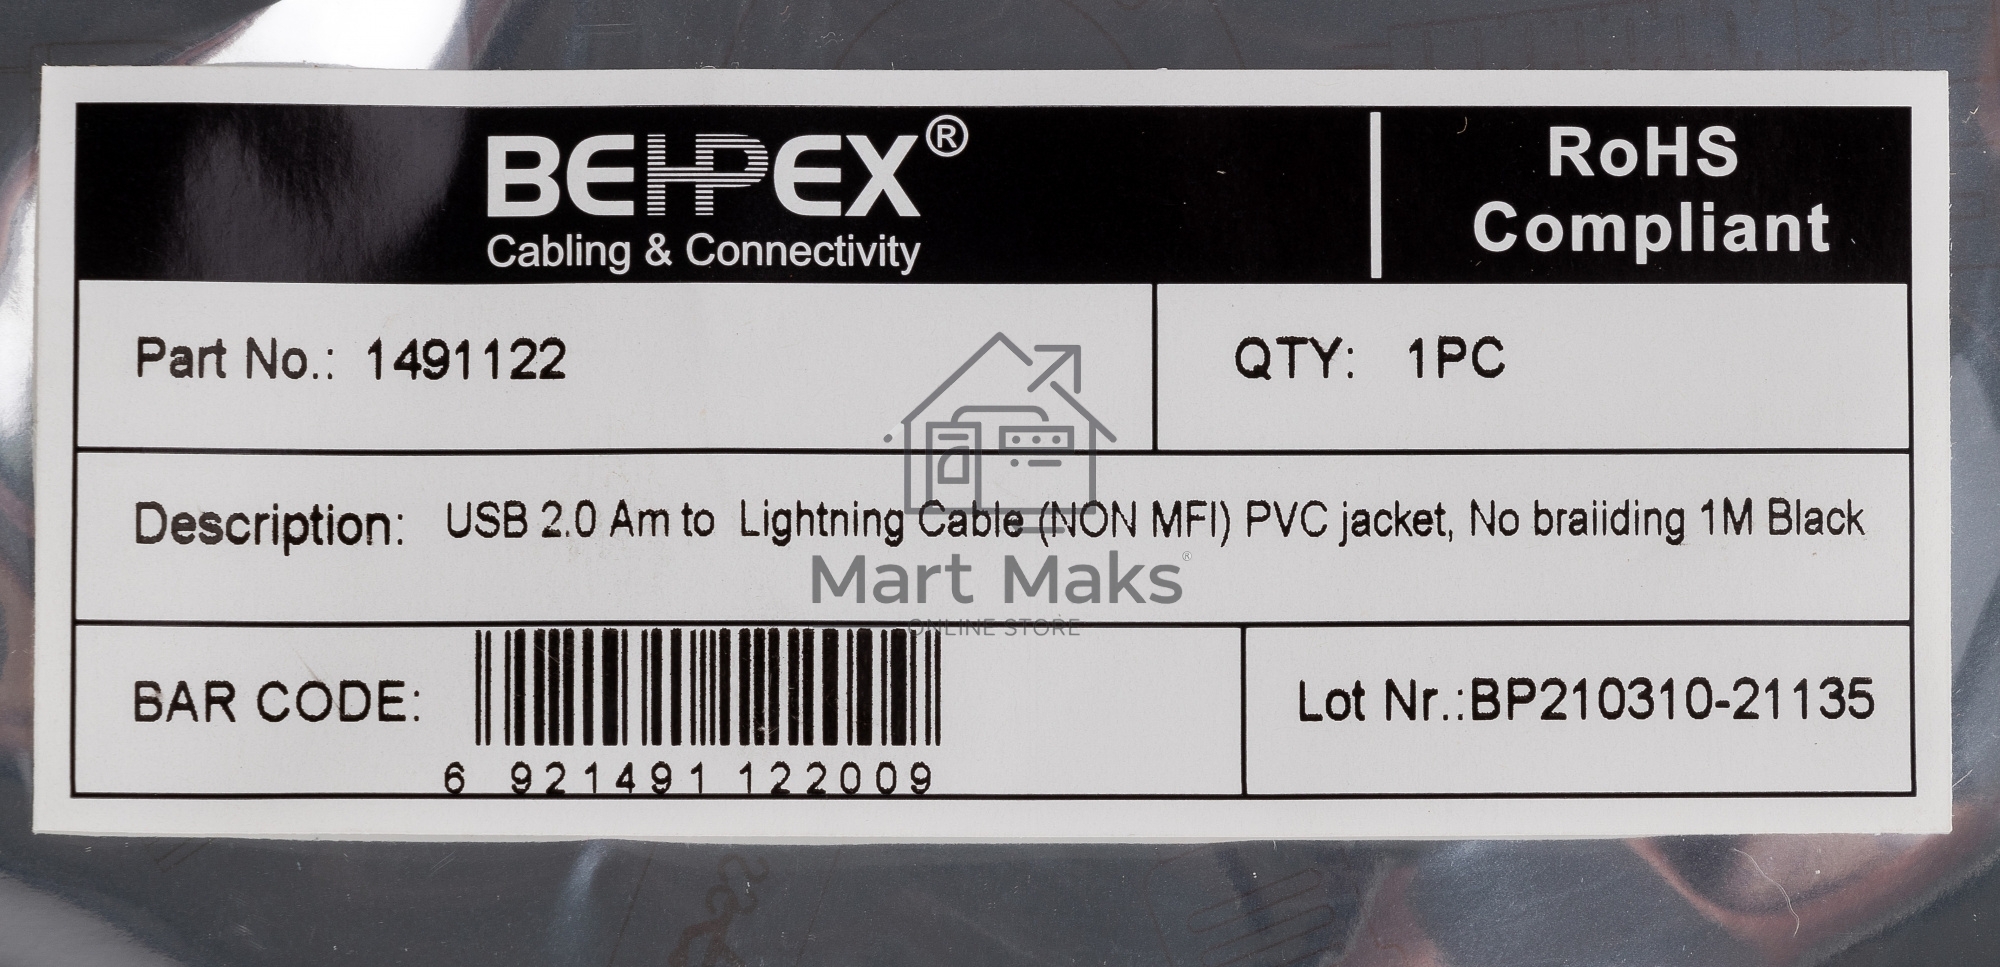 BEHPEX®
Cabling & Connectivity
RoHS
Compliant
Part No.: 1491122
QTY: 1PC
Description: USB 2.0 Am to Lightning Cable (NON MFI) PVC jacket, No braiiding 1M Black
Mart Maks®
ONLINE STORE
BAR CODE:
6 921491 122009
Lot Nr.:BP210310-21135